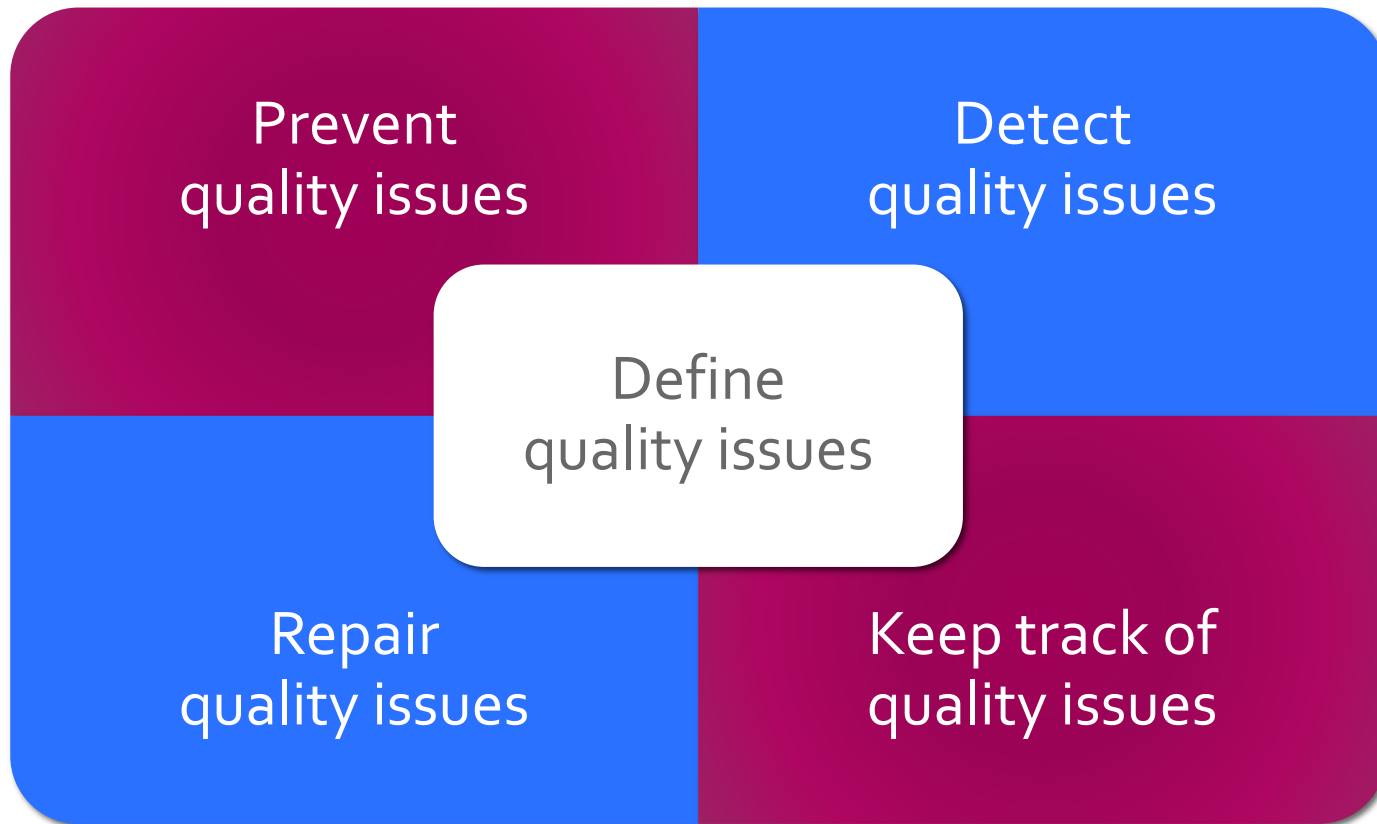 Prevent
quality issues
Detect
quality issues
Define
quality issues
Repair
quality issues
Keep track of
quality issues